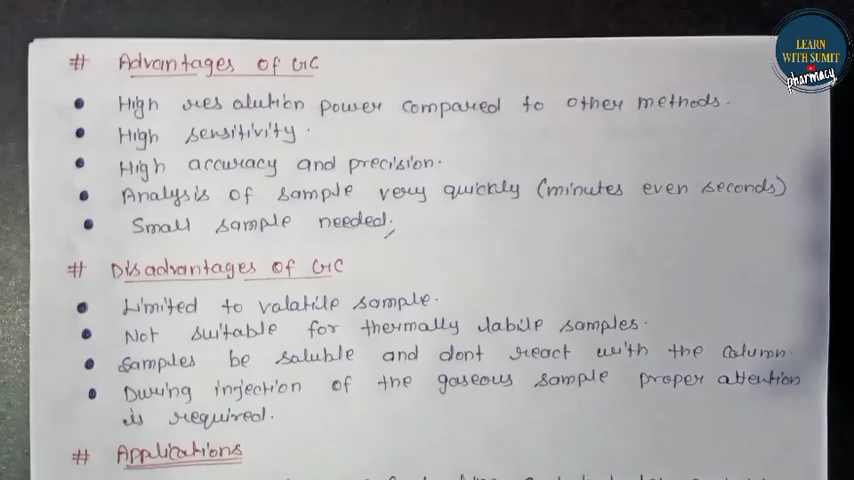 # Advantages of GC
• High resolution power compared to other methods.
• High sensitivity.
• High accuracy and precision.
• Analysis of sample very quickly (minutes even seconds)
• Small sample needed.
# Disadvantages of GC
• Limited to valatile sample.
• Not suitable for thermally labile samples.
• Samples be soluble and dont react with the column.
• During injection of the gaseous sample proper attention
is required.
# Applications
LEARN
WITH SUMIT
pharmacy